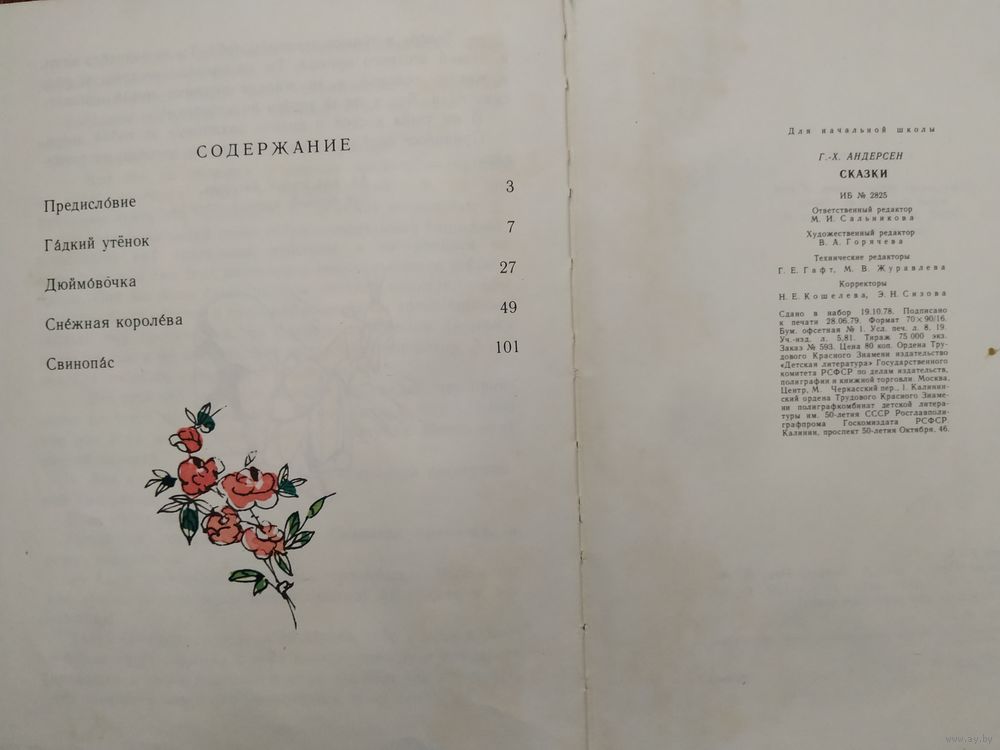 СОДЕРЖАНИЕ
Предисло́вие 3
Га́дкий утёнок 7
Дюймо́во́чка 27
Сне́жная короле́ва 49
Свинопа́с 101
Для начальной школы
Г.-Х. АНДЕРСЕН
СКАЗКИ
ИБ № 2825
Ответственный редактор
М. И. Сальникова
Художественный редактор
В. А. Горячева
Технические редакторы
Г. Е. Гафт, М. В. Журавлева
Корректоры
Н. Е. Кошелева, Э. Н. Сизова
Сдано в набор 19.10.78. Подписано
к печати 28.06.79. Формат 70×90/16.
Бум. офсетная № 1. Усл. печ. л. 8, 19.
Уч.-изд. л. 5,81. Тираж 75 000 экз.
Заказ № 593. Цена 80 коп. Ордена Тру-
дового Красного Знамени издательство
«Детская литература» Государственного
комитета РСФСР по делам издательств,
полиграфии и книжной торговли. Москва,
Центр, М. Черкасский пер., 1. Калинин-
ский ордена Трудового Красного Знаме-
ни полиграфкомбинат детской литера-
туры им. 50-летия СССР Росглавполи-
графпрома Госкомиздата РСФСР.
Калинин, проспект 50-летия Октября, 46.
www.ay.by